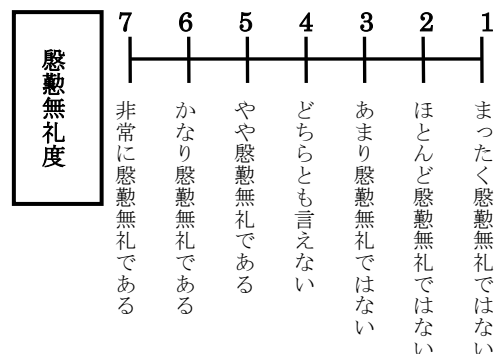 慇懃無礼度
7 6 5 4 3 2 1
まったく慇懃無礼ではない
ほとんど慇懃無礼ではない
あまり慇懃無礼ではない
どちらとも言えない
やや慇懃無礼である
かなり慇懃無礼である
非常に慇懃無礼である